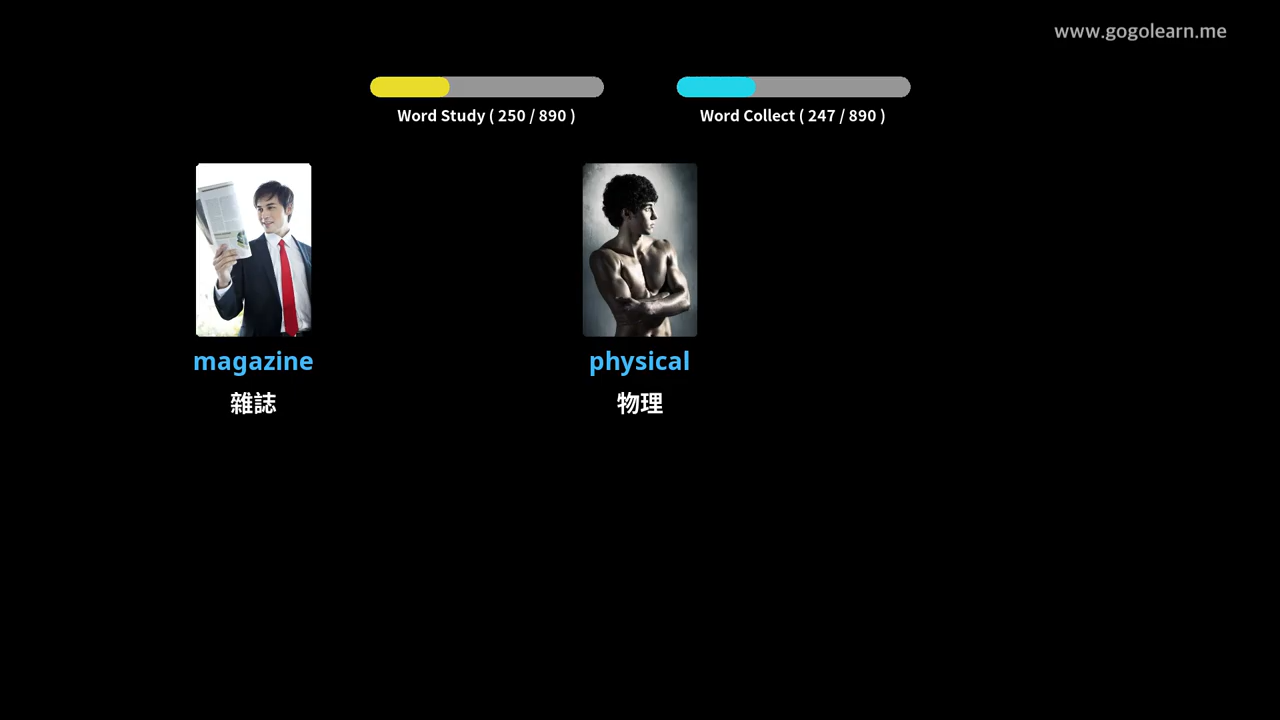 www.gogolearn.me
Word Study ( 250 / 890 )
Word Collect ( 247 / 890 )
magazine
雜誌
physical
物理